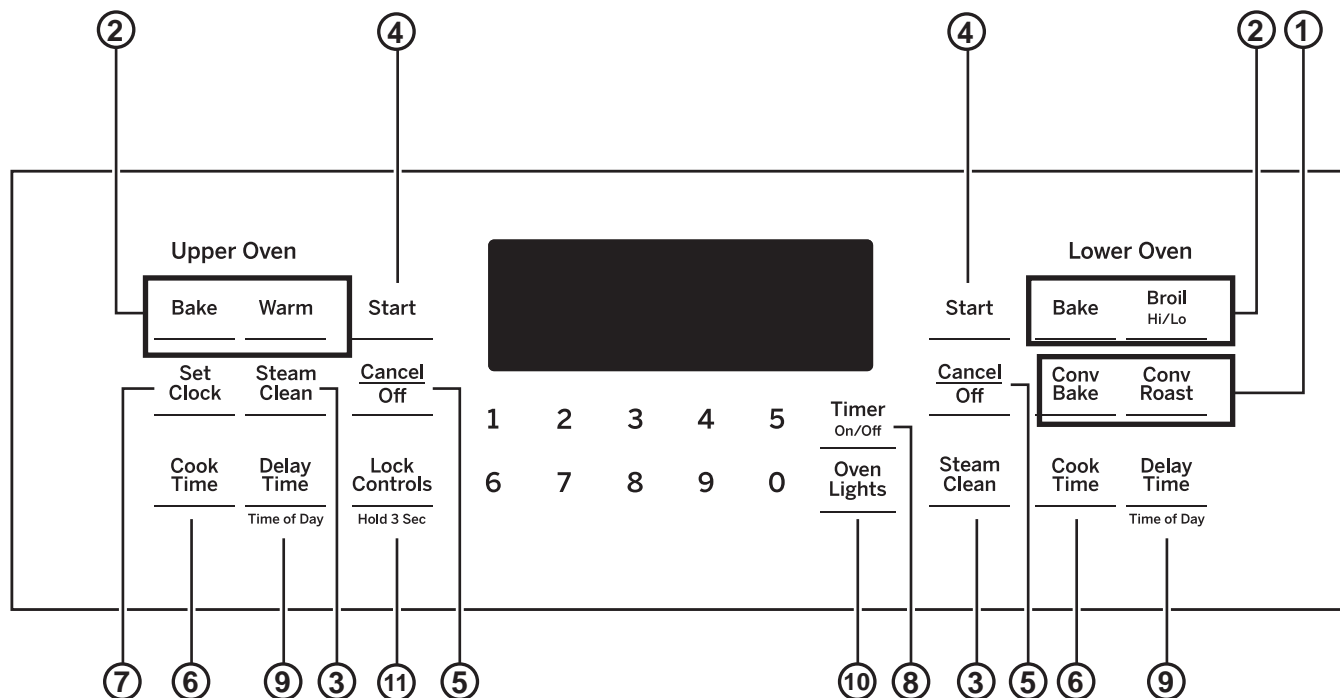 2 4 4 2 1
Upper Oven Lower Oven
Bake Warm Start Start Bake Broil
Hi/Lo
Set Steam Cancel Cancel Conv Conv
Clock Clean Off Off Bake Roast
1 2 3 4 5 Timer
On/Off
Cook Delay Lock Steam Cook Delay
Time Time Controls Clean Time Time
6 7 8 9 0 Oven
Lights
Time of Day Hold 3 Sec Time of Day
7 6 9 3 11 5 10 8 3 5 6 9